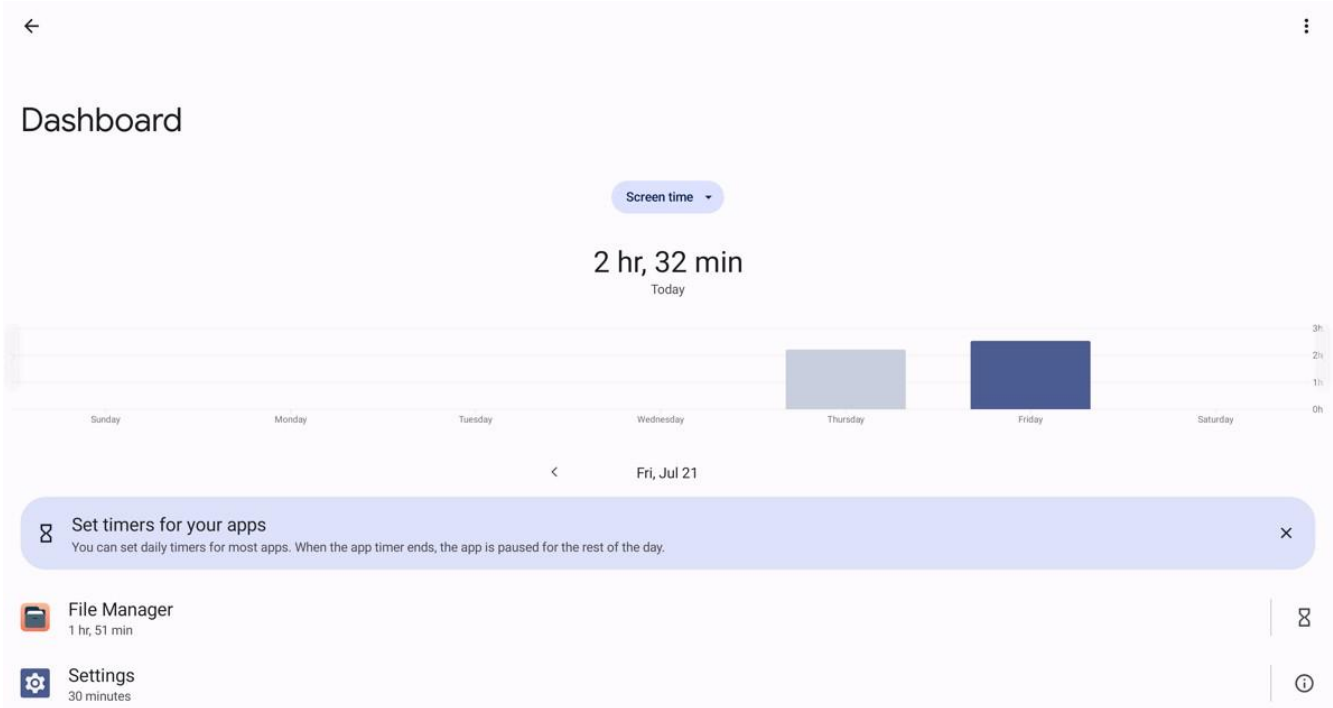 Dashboard
Screen time
2 hr, 32 min
Today
3h
2h
1h
0h
Sunday Monday Tuesday Wednesday Thursday Friday Saturday
Fri, Jul 21
Set timers for your apps
You can set daily timers for most apps. When the app timer ends, the app is paused for the rest of the day.
File Manager
1 hr, 51 min
Settings
30 minutes